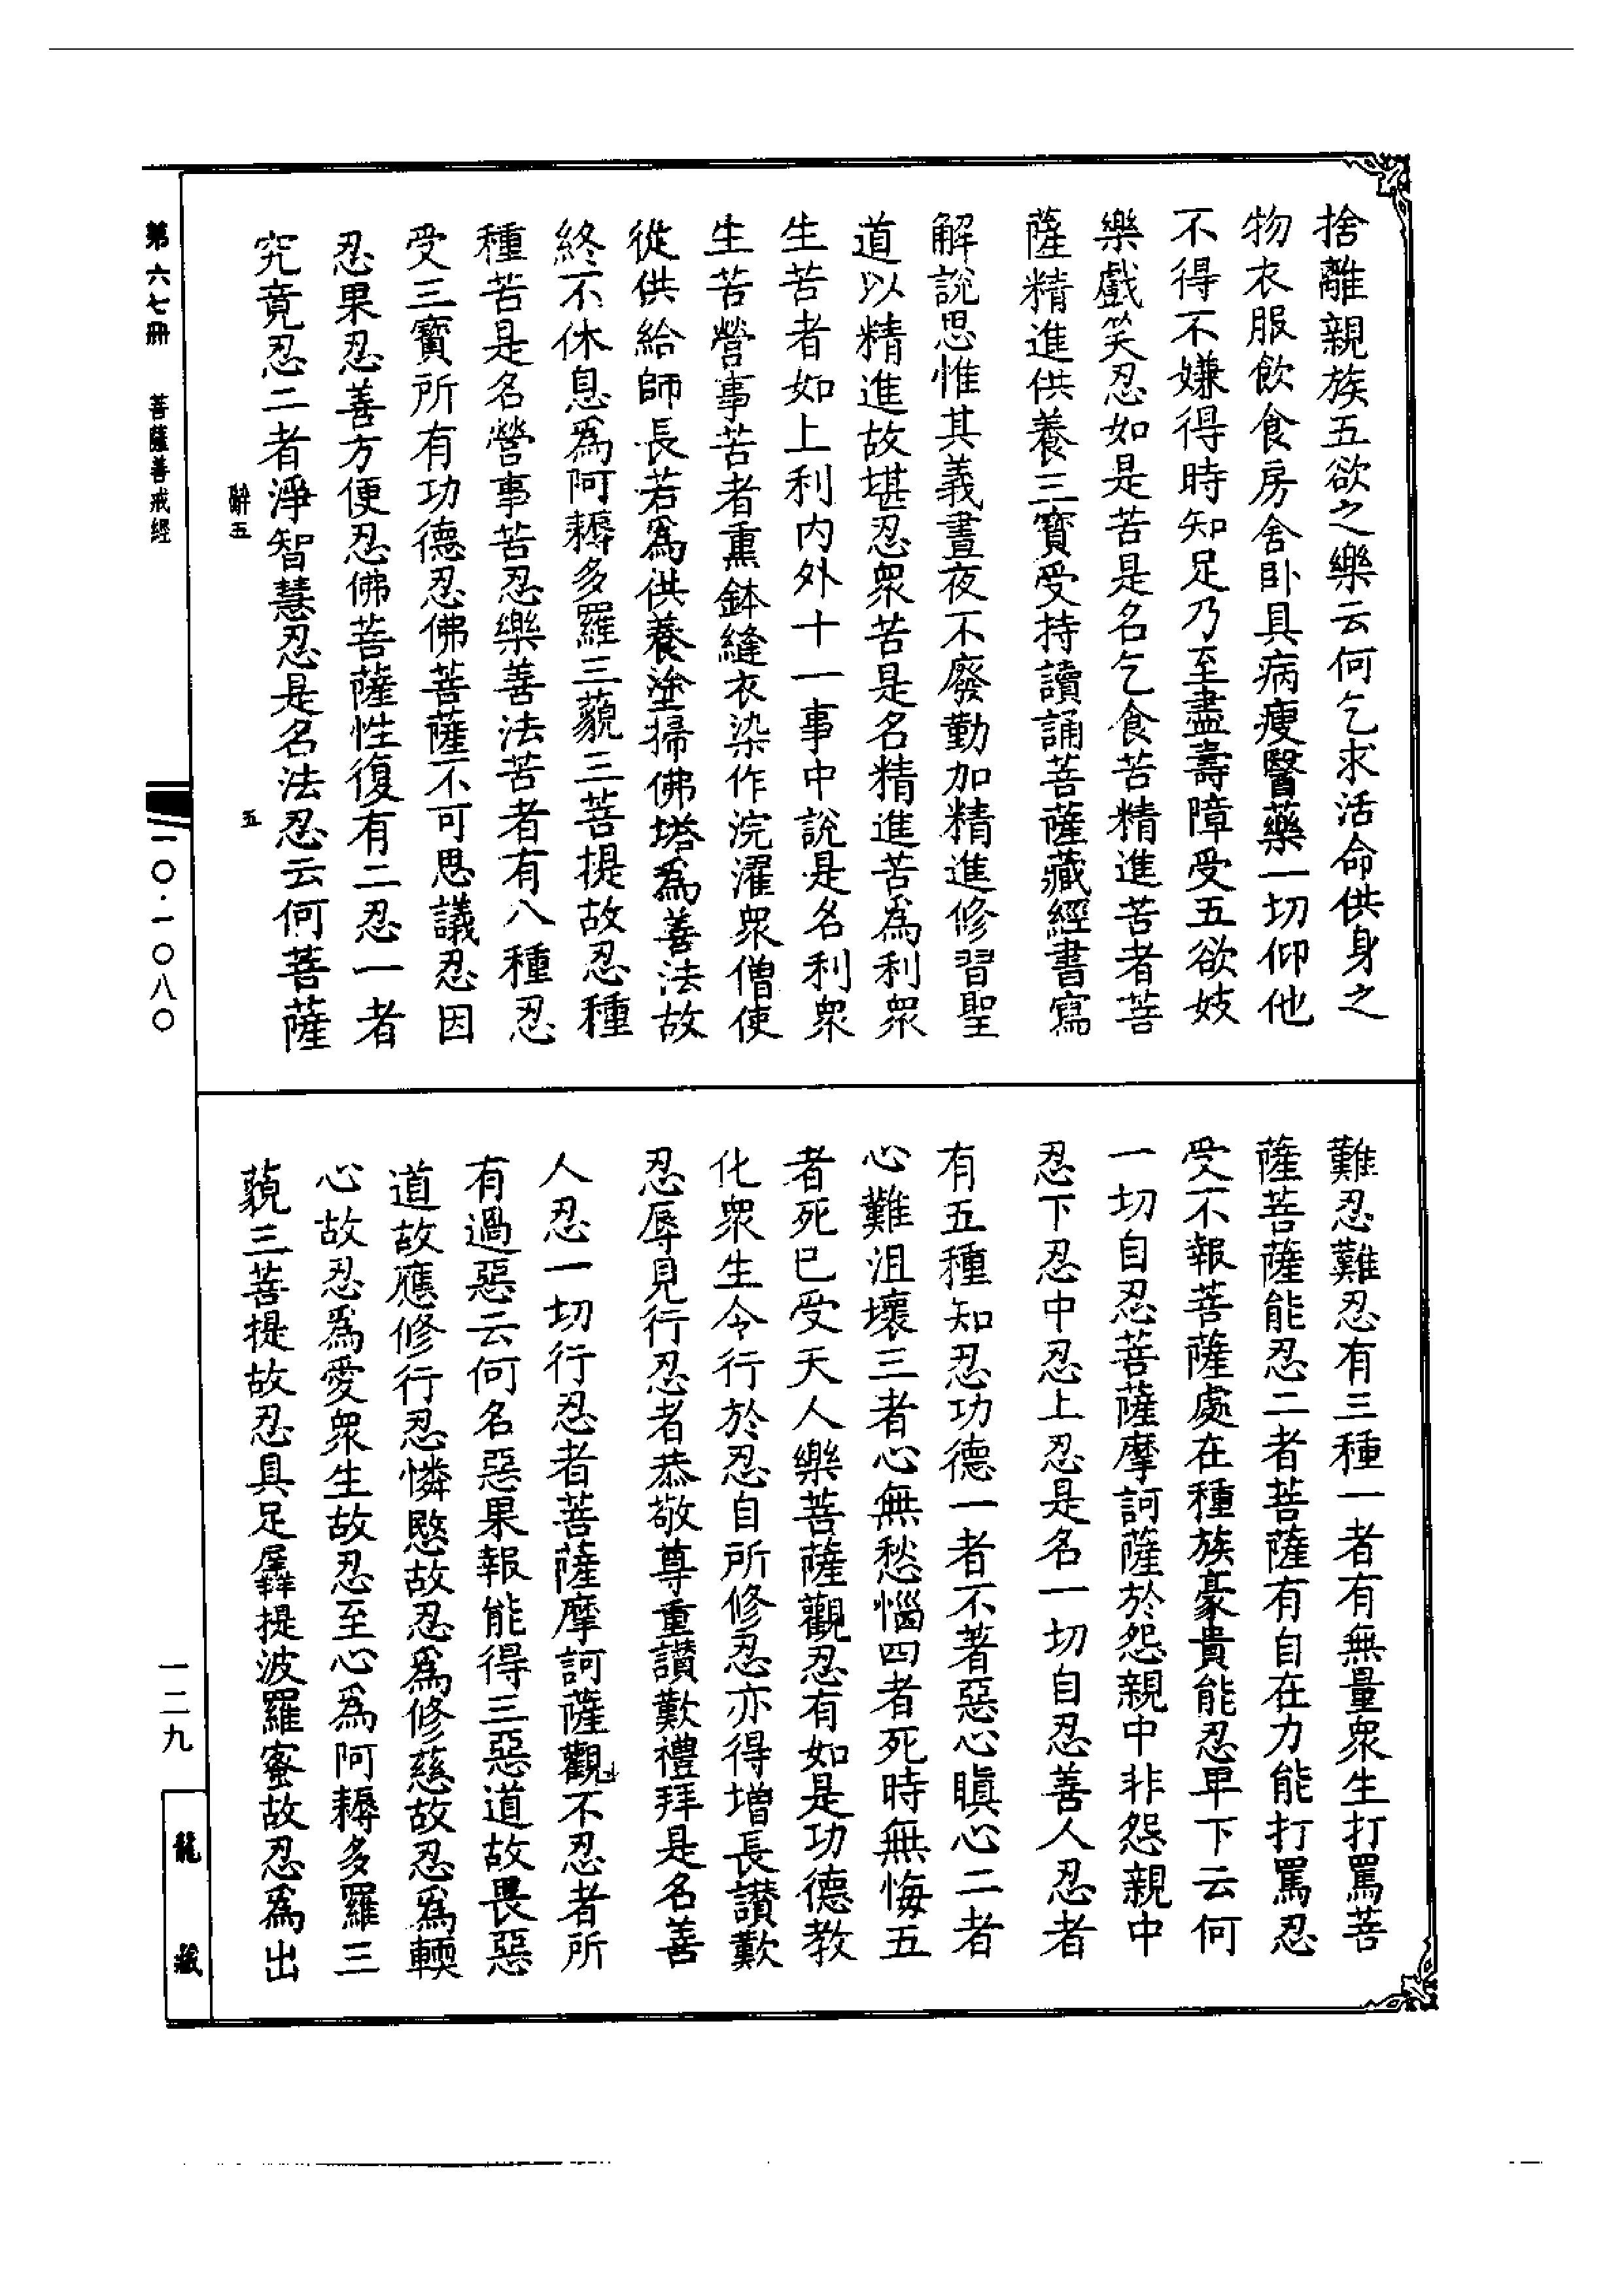 捨離親族五欲之樂云何乞求活命供身之
物衣服飲食房舍卧具病瘦醫藥一切仰他
不得不嫌得時知足乃至盡壽障受五欲妓
樂戲笑忍如是苦是名乞食苦精進苦者菩
薩精進供養三寶受持讀誦菩薩藏經書寫
解說思惟其義晝夜不廢勤加精進修習聖
道以精進故堪忍衆苦是名精進苦爲利衆
生苦者如上利内外十一事中說是名利衆
生苦營事苦者熏鉢縫衣染作浣濯衆僧使
從供給師長若爲供養塗掃佛塔爲善法故
終不休息爲阿耨多羅三藐三菩提故忍種
種苦是名營事苦忍樂善法苦者有八種忍
受三寶所有功德忍佛菩薩不可思議忍因
忍果忍善方便忍佛菩薩性復有二忍一者
究竟忍二者淨智慧忍是名法忍云何菩薩
難忍難忍有三種一者有無量衆生打罵菩
薩菩薩能忍二者菩薩有自在力能打罵忍
受不報菩薩處在種族豪貴能忍卑下云何
一切自忍菩薩摩訶薩於怨親中非怨親中
忍下忍中忍上忍是名一切自忍善人忍者
有五種知忍功德一者不著惡心瞋心二者
心難沮壞三者心無愁惱四者死時無悔五
者死已受天人樂菩薩觀忍有如是功德教
化衆生令行於忍自所修忍亦得增長讃歎
忍辱見行忍者恭敬尊重讃歎禮拜是名善
人忍一切行忍者菩薩摩訶薩觀不忍者所
有過惡云何名惡果報能得三惡道故畏惡
道故應修行忍憐愍故忍爲修慈故忍爲輭
心故忍爲愛衆生故忍至心爲阿耨多羅三
藐三菩提故忍具足羼提波羅蜜故忍爲出
辭五
五
第六七冊
菩薩善戒經
一〇·一〇八〇
一二九
龍藏